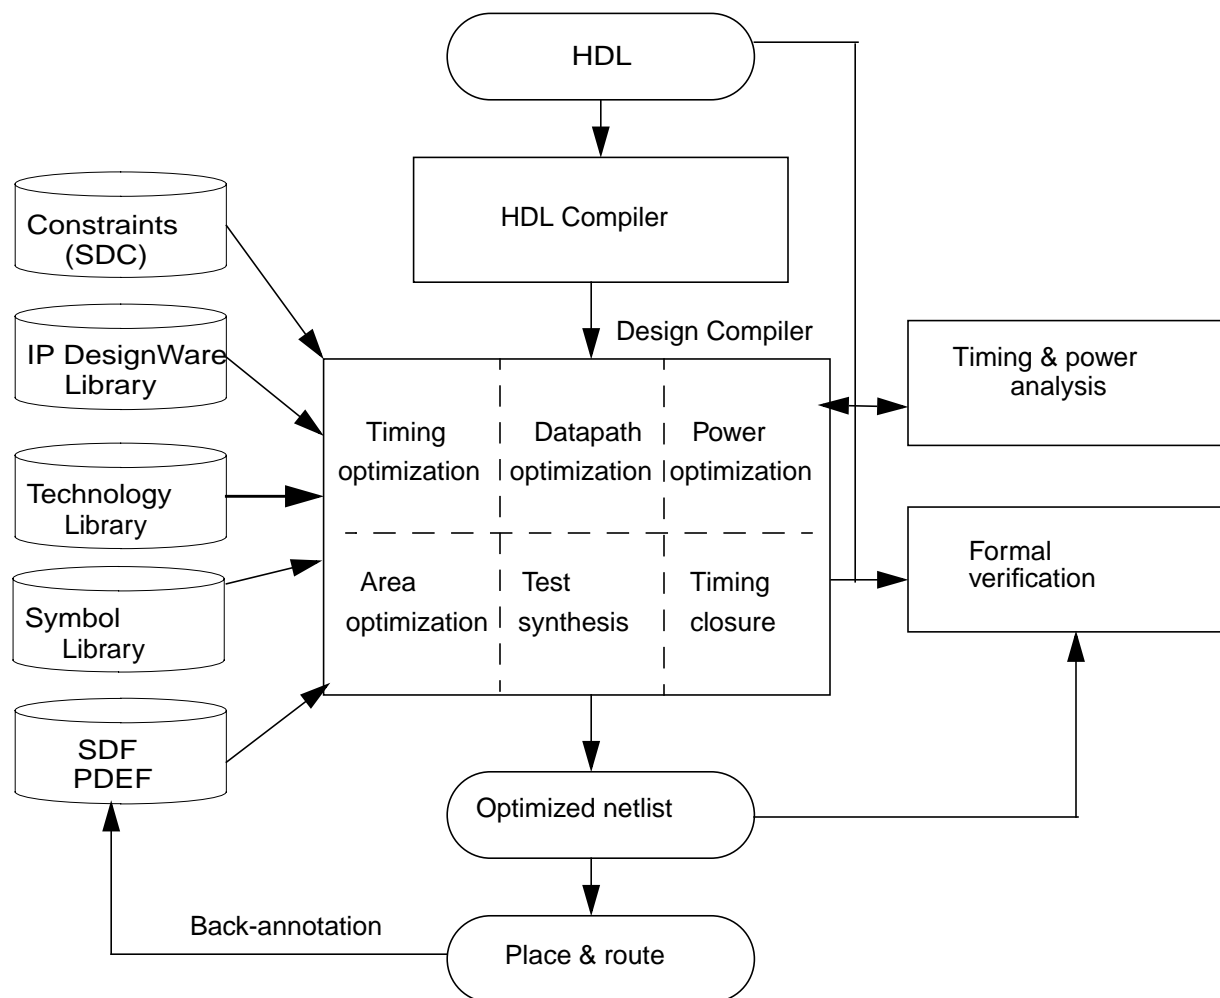 HDL
HDL Compiler
Constraints
(SDC)
IP DesignWare
Library
Technology
Library
Symbol
Library
SDF
PDEF
Design Compiler
Timing
optimization
Datapath
optimization
Power
optimization
Area
optimization
Test
synthesis
Timing
closure
Timing & power
analysis
Formal
verification
Optimized netlist
Back-annotation
Place & route